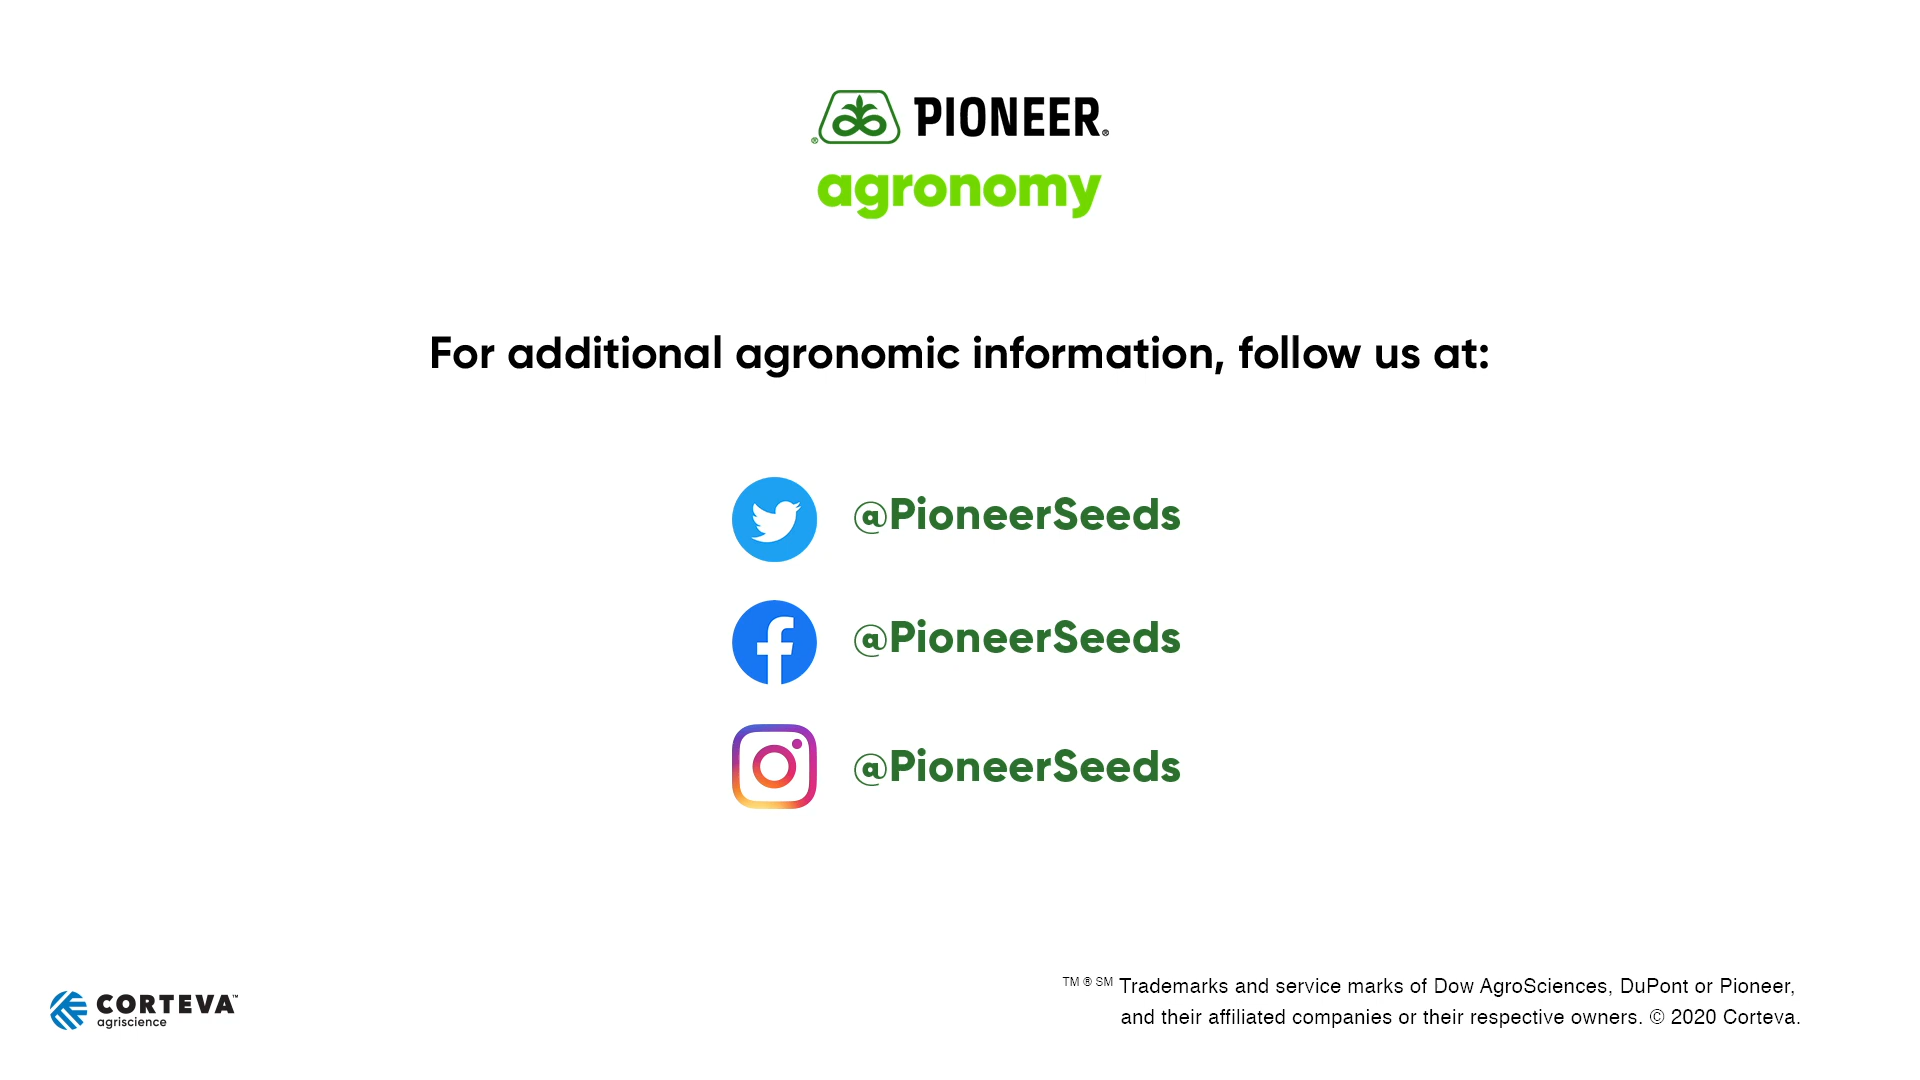 PIONEER®
agronomy
For additional agronomic information, follow us at:
@PioneerSeeds
@PioneerSeeds
@PioneerSeeds
CORTEVA™
agriscience
TM ® SM Trademarks and service marks of Dow AgroSciences, DuPont or Pioneer,
and their affiliated companies or their respective owners. © 2020 Corteva.